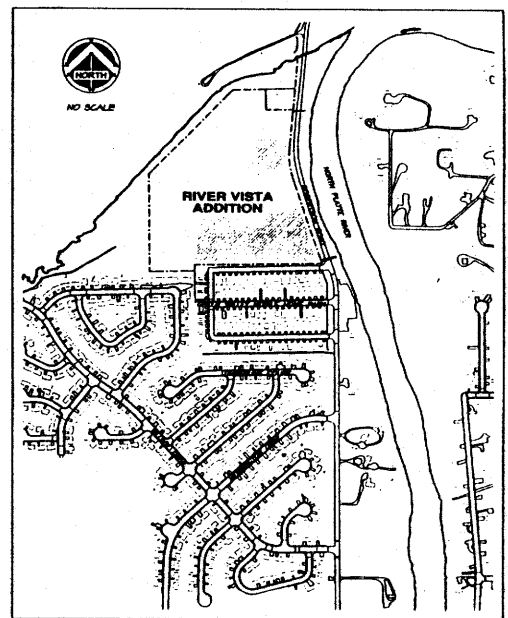 NORTH
NO SCALE
RIVER VISTA
ADDITION
NORTH PLATTE RIVER